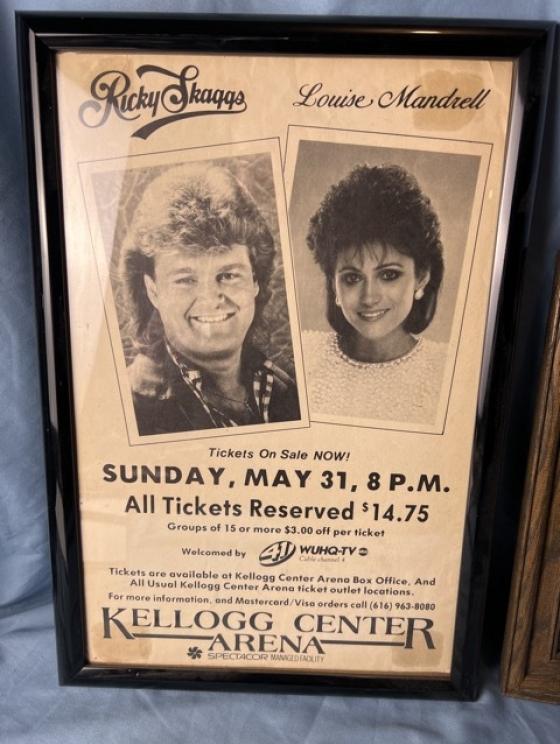 Ricky Skaggs
Louise Mandrell
Tickets On Sale NOW!
SUNDAY, MAY 31, 8 P.M.
All Tickets Reserved $14.75
Groups of 15 or more $3.00 off per ticket
Welcomed by 41 WUHQ-TV abc
Cable channel 4
Tickets are available at Kellogg Center Arena Box Office, And
All Usual Kellogg Center Arena ticket outlet locations.
For more information, and Mastercard/Visa orders call (616) 963-8080
KELLOGG CENTER
ARENA
SPECTACOR MANAGED FACILITY